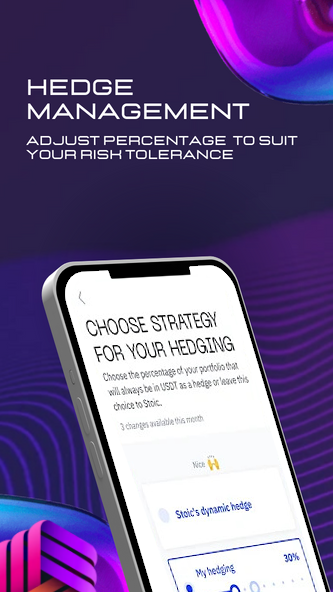 HEDGE
MANAGEMENT
ADJUST PERCENTAGE TO SUIT
YOUR RISK TOLERANCE
CHOOSE STRATEGY
FOR YOUR HEDGING
Choose the percentage of your portfolio that
will always be in USDT as a hedge or leave this
choice to Stoic.
3 changes available this month
Nice 🙌
Stoic's dynamic hedge
My hedging 30%